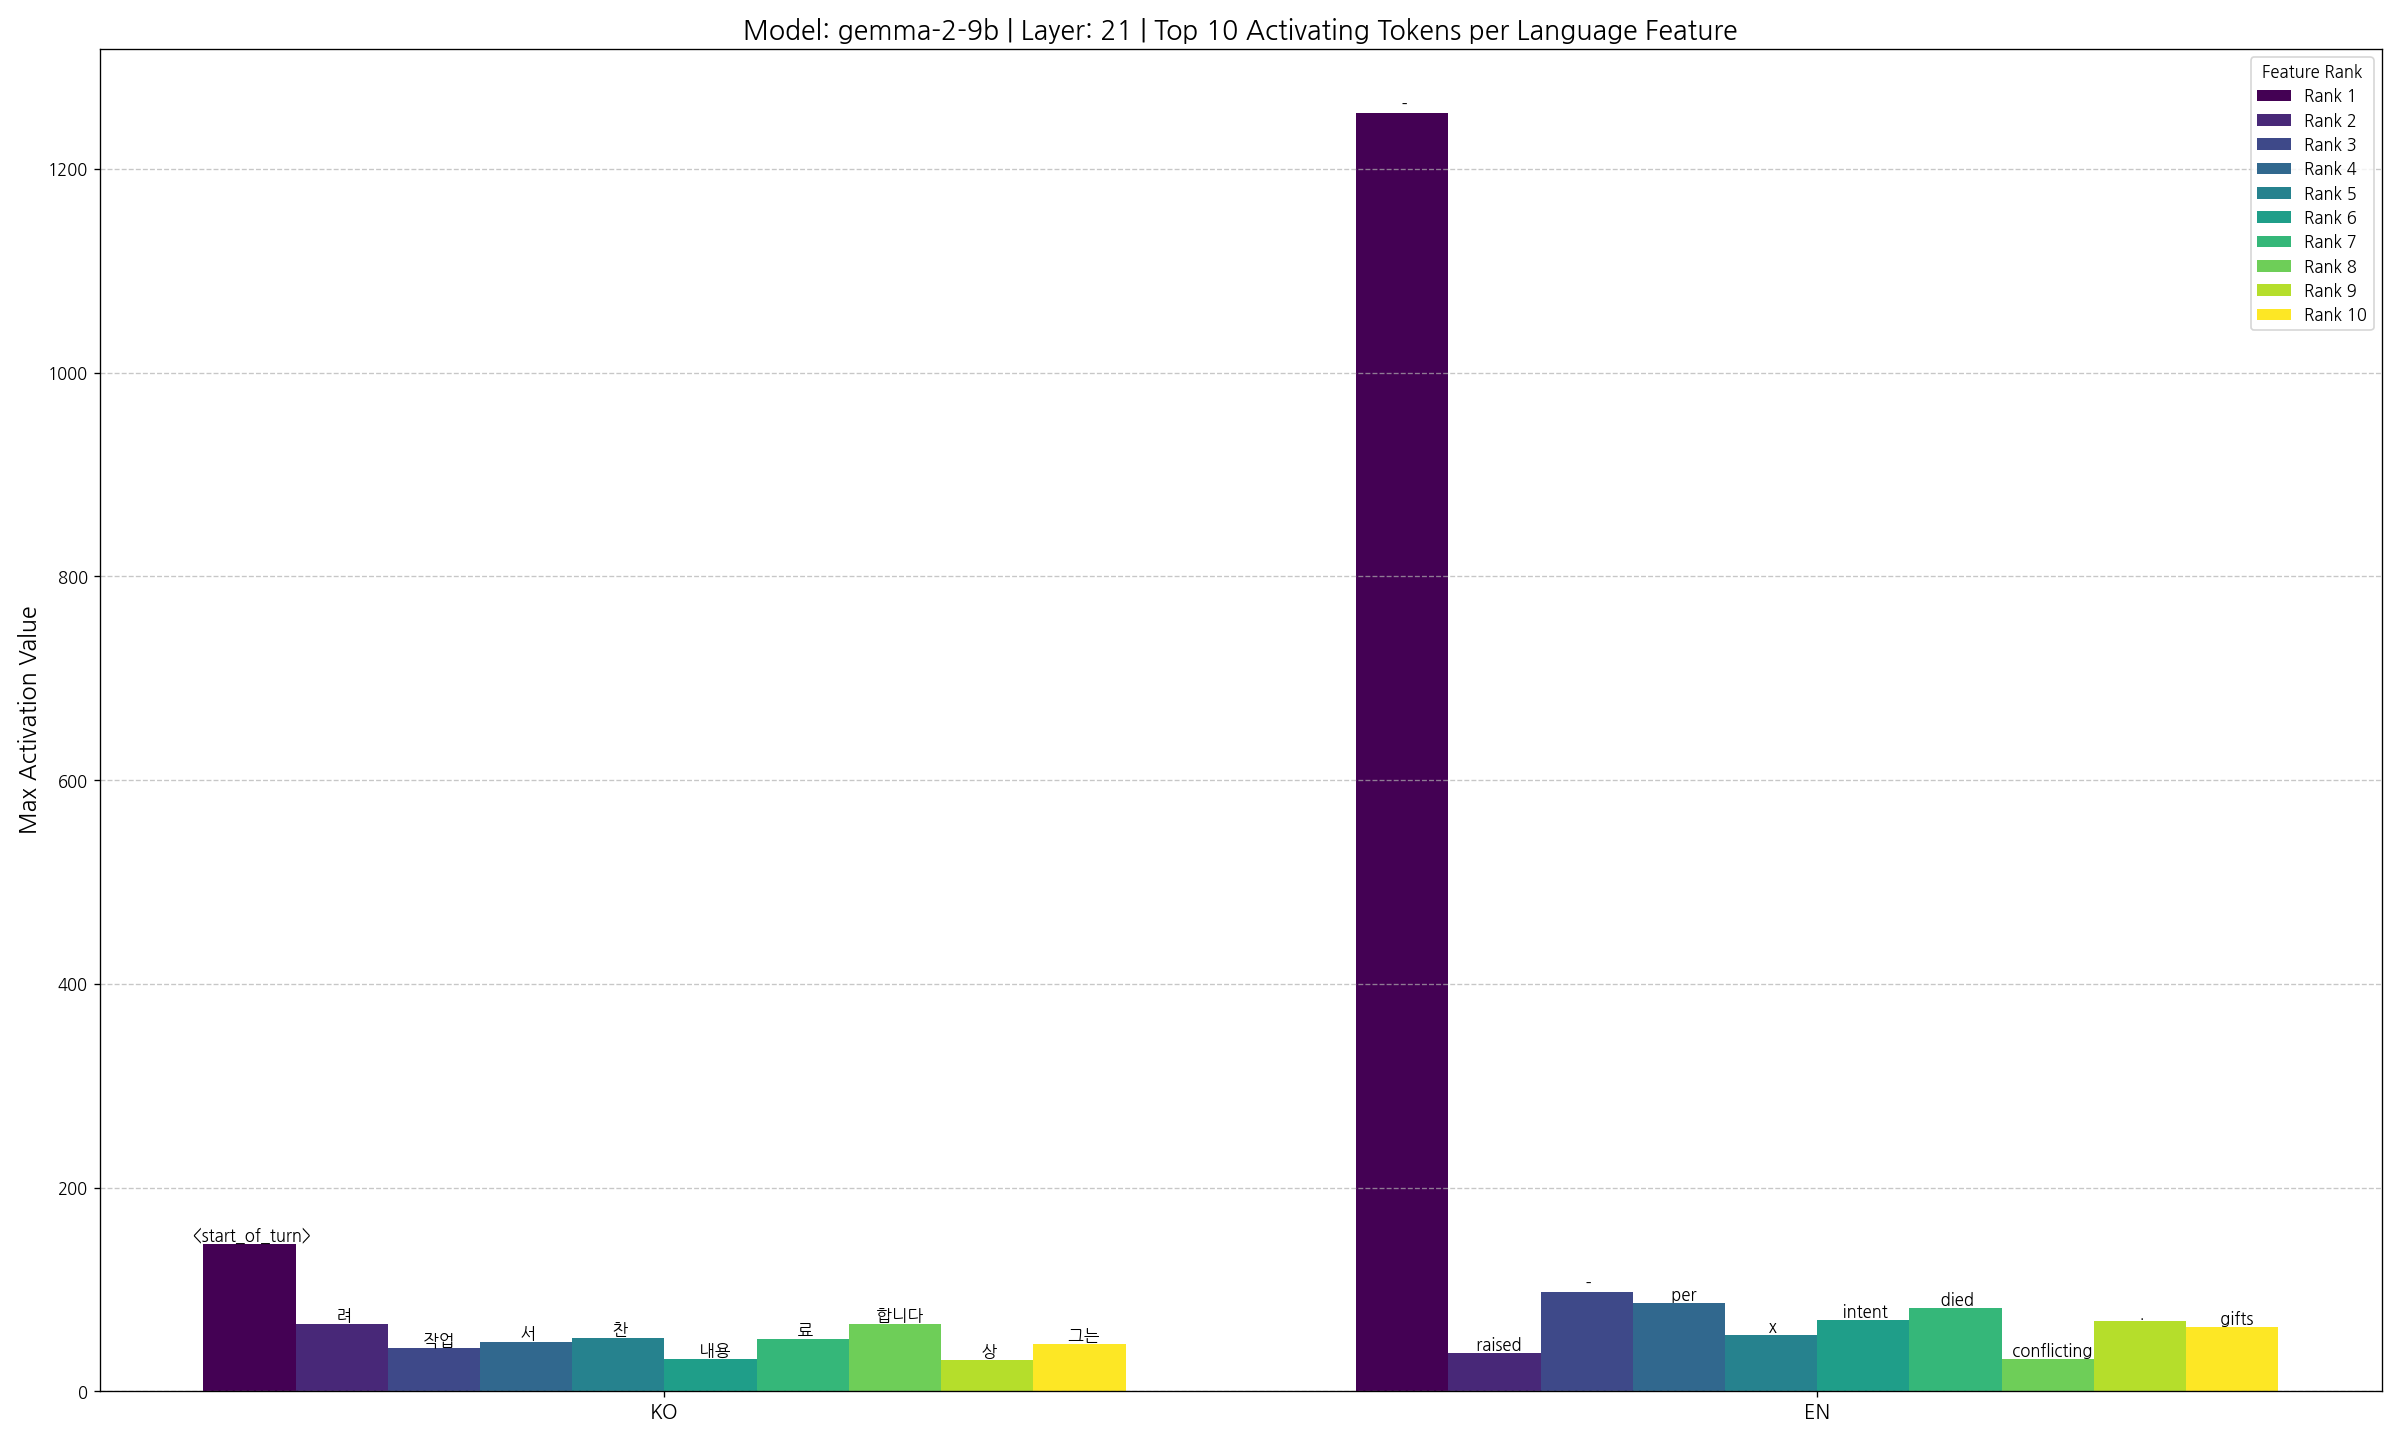 Model: gemma-2-9b | Layer: 21 | Top 10 Activating Tokens per Language Feature
Feature Rank
Rank 1
Rank 2
Rank 3
Rank 4
Rank 5
Rank 6
Rank 7
Rank 8
Rank 9
Rank 10
Max Activation Value
1200
1000
800
600
400
200
0
<start_of_turn>
려
작업
서
찬
내용
료
합니다
상
그는
-
raised
-
per
x
intent
died
conflicting
.
gifts
KO
EN